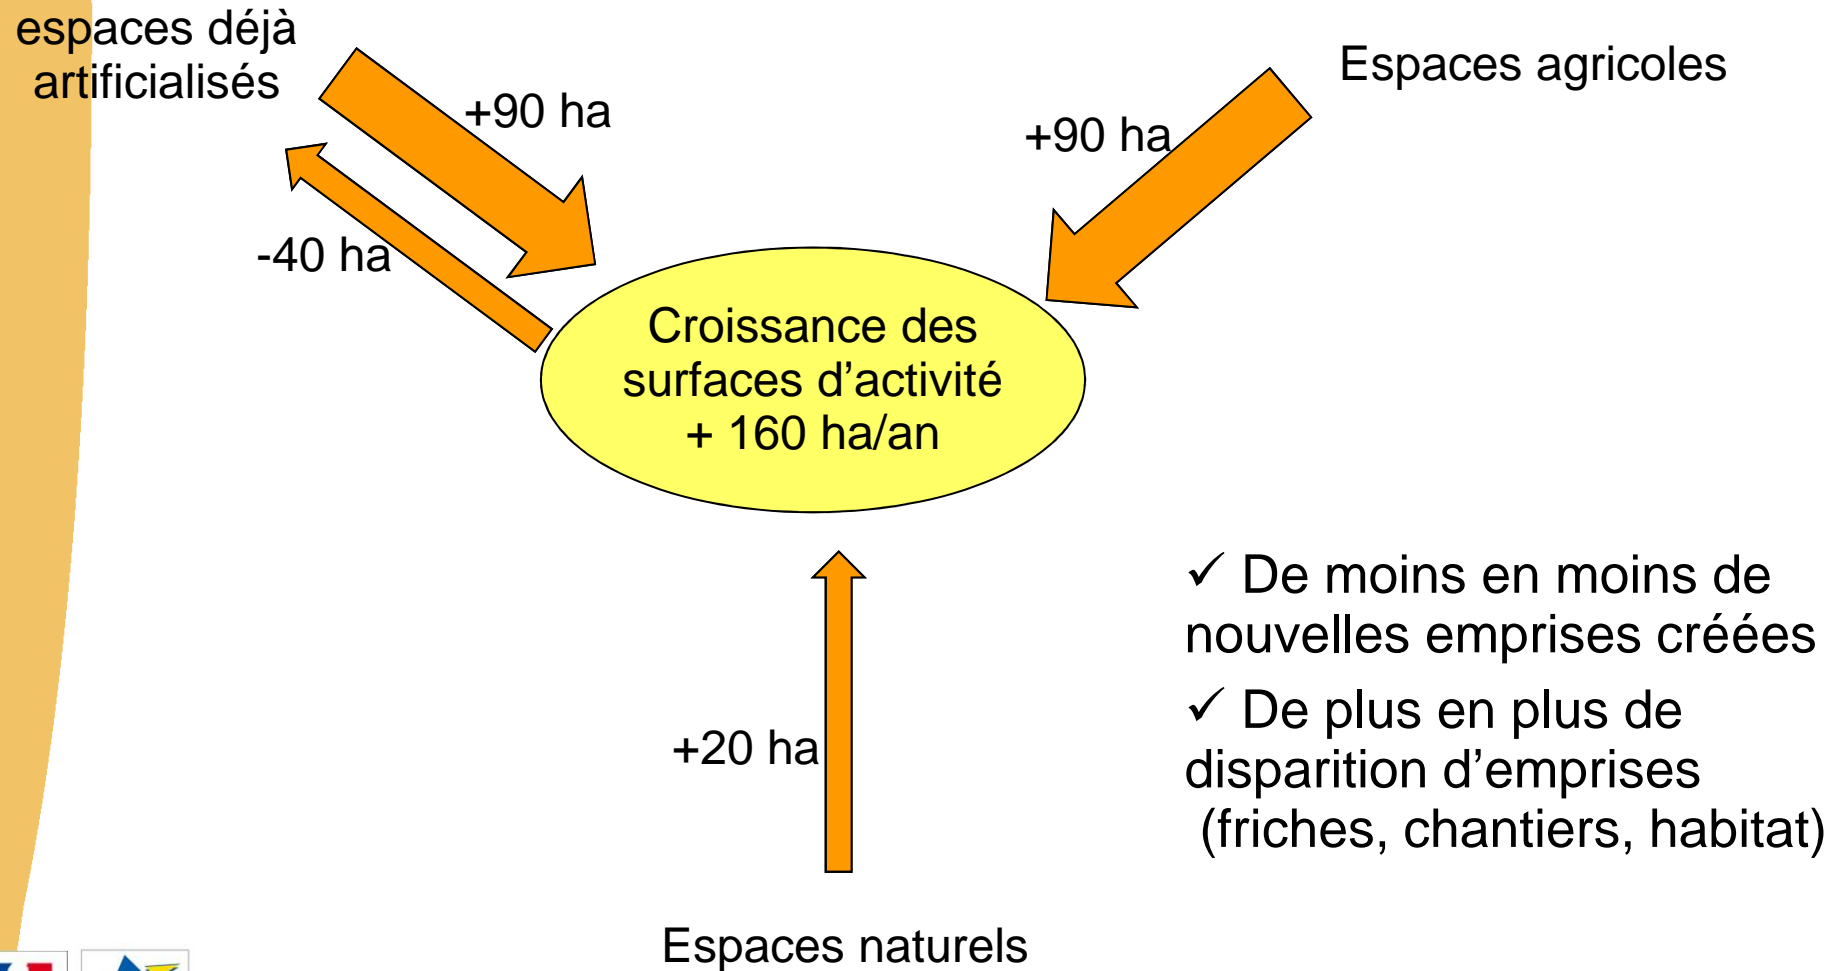 espaces déjà
artificialisés
Espaces agricoles
+90 ha
+90 ha
-40 ha
Croissance des
surfaces d’activité
+ 160 ha/an
✓ De moins en moins de
nouvelles emprises créées
✓ De plus en plus de
disparition d’emprises
(friches, chantiers, habitat)
+20 ha
Espaces naturels